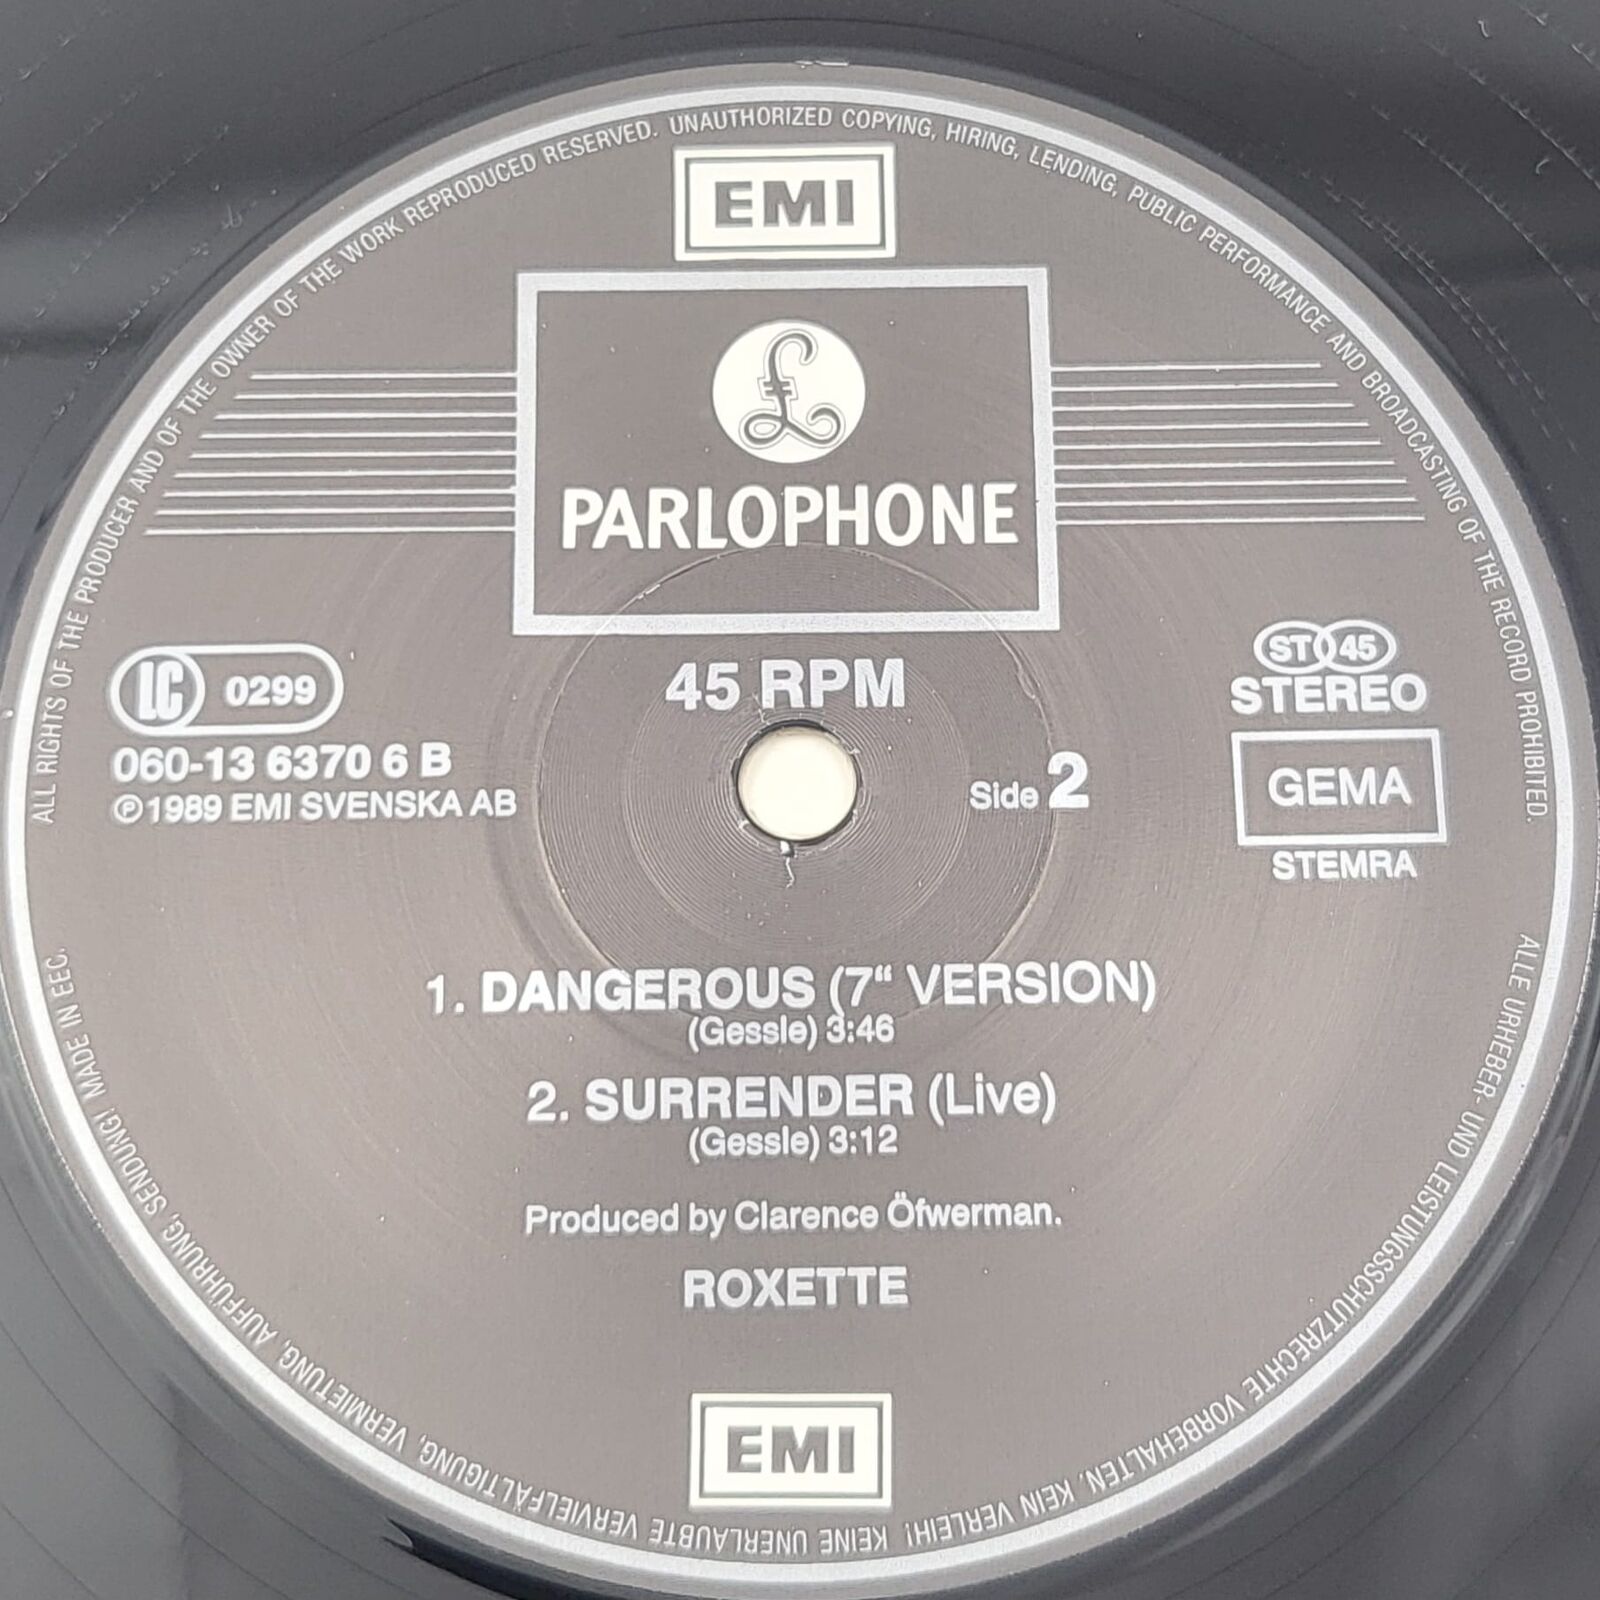 ALL RIGHTS OF THE PRODUCER AND OF THE OWNER OF THE WORK REPRODUCED RESERVED. UNAUTHORIZED COPYING, HIRING, LENDING, PUBLIC PERFORMANCE AND BROADCASTING OF THE RECORD PROHIBITED.
EMI
£
PARLOPHONE
45 RPM
LC 0299
060-13 6370 6 B
℗ 1989 EMI SVENSKA AB
Side 2
ST 45
STEREO
GEMA
STEMRA
1. DANGEROUS (7“ VERSION)
(Gessle) 3:46
2. SURRENDER (Live)
(Gessle) 3:12
Produced by Clarence Öfwerman.
ROXETTE
EMI
ALLE URHEBER- UND LEISTUNGSSCHUTZRECHTE VORBEHALTEN. KEIN VERLEIH! KEINE UNERLAUBTE VERVIELFÄLTIGUNG, VERMIETUNG, AUFFÜHRUNG, SENDUNG! MADE IN EEC.